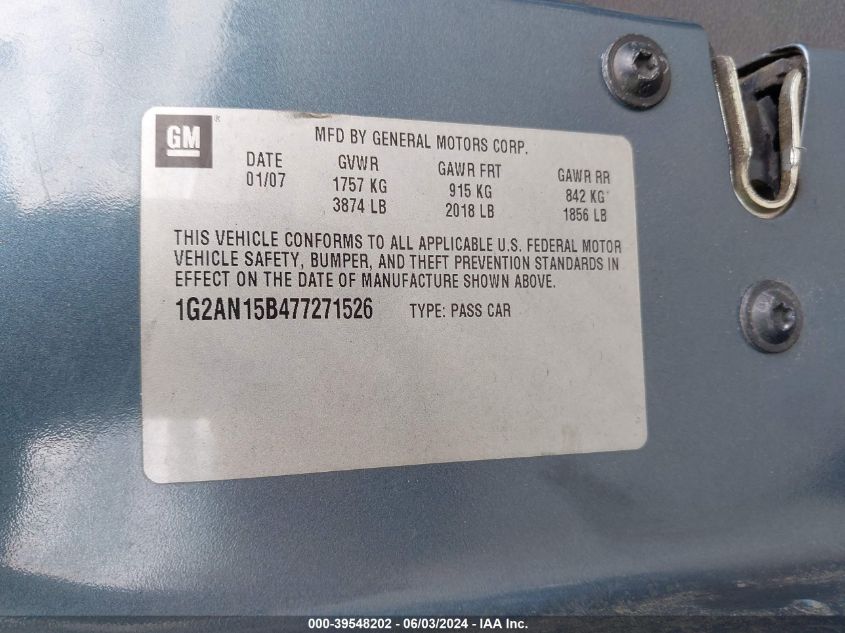 GM ®
MFD BY GENERAL MOTORS CORP.
DATE GVWR GAWR FRT GAWR RR
01/07 1757 KG 915 KG 842 KG
3874 LB 2018 LB 1856 LB
THIS VEHICLE CONFORMS TO ALL APPLICABLE U.S. FEDERAL MOTOR
VEHICLE SAFETY, BUMPER, AND THEFT PREVENTION STANDARDS IN
EFFECT ON THE DATE OF MANUFACTURE SHOWN ABOVE.
1G2AN15B477271526 TYPE: PASS CAR
000-39548202 - 06/03/2024 - IAA Inc.